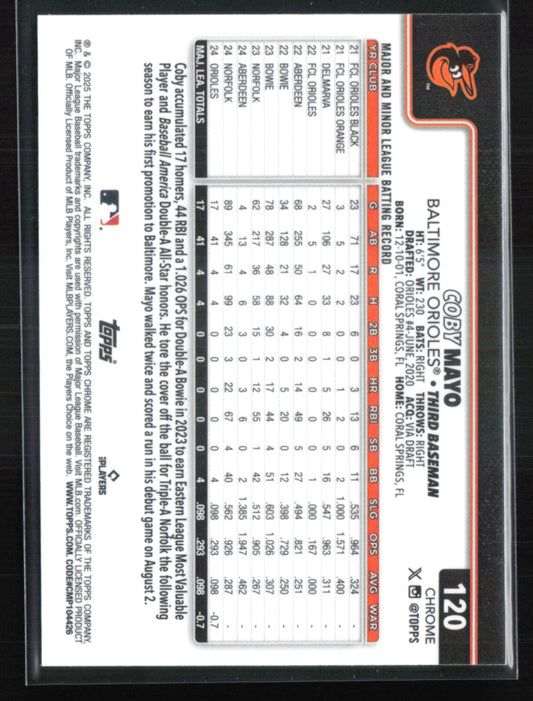 COBY MAYO
BALTIMORE ORIOLES® • THIRD BASEMAN
HT: 6'5" WT: 230 BATS: RIGHT THROWS: RIGHT
DRAFTED: ORIOLES #4-JUNE, 2020 ACQ: VIA DRAFT
BORN: 12-10-01, CORAL SPRINGS, FL HOME: CORAL SPRINGS, FL
120
CHROME
X @TOPPS
MAJOR AND MINOR LEAGUE BATTING RECORD
YR CLUB G AB R H 2B 3B HR RBI SB BB SLG OPS AVG WAR
21 FCL ORIOLES BLACK 23 71 17 23 6 0 3 13 6 11 .535 .964 .324 -
21 FCL ORIOLES ORANGE 3 5 1 2 0 0 1 3 0 2 1.000 1.571 .400 -
21 DELMARVA 27 106 27 33 8 1 5 26 5 16 .547 .963 .311 -
22 FCL ORIOLES 2 5 1 0 0 0 0 0 0 1 .000 .167 .000 -
22 ABERDEEN 68 255 50 64 16 2 14 49 5 27 .494 .821 .251 -
22 BOWIE 34 128 21 32 4 0 5 20 0 12 .398 .729 .250 -
23 BOWIE 78 287 48 88 30 2 17 44 4 51 .603 1.026 .307 -
23 NORFOLK 62 217 36 58 15 1 12 55 1 42 .512 .905 .267 -
24 ABERDEEN 4 13 4 6 3 0 3 6 0 2 1.385 1.947 .462 -
24 NORFOLK 89 345 61 99 23 3 22 67 4 40 .562 .926 .287 -
24 ORIOLES 17 41 4 4 0 0 0 0 0 4 .098 .293 .098 -0.7
MAJ. LEA. TOTALS 17 41 4 4 0 0 0 0 0 4 .098 .293 .098 -0.7
Coby accumulated 17 homers, 44 RBI and a 1.026 OPS for Double-A Bowie in 2023 to earn Eastern League Most Valuable
Player and Baseball America Double-A All-Star honors. He tore the cover off the ball for Triple-A Norfolk the following
season to earn his first promotion to Baltimore. Mayo walked twice and scored a run in his debut game on August 2.
TOPPS
PLAYERS
® & © 2025 THE TOPPS COMPANY, INC. ALL RIGHTS RESERVED. TOPPS AND TOPPS CHROME ARE REGISTERED TRADEMARKS OF THE TOPPS COMPANY,
INC. Major League Baseball trademarks and copyrights are used with permission of Major League Baseball. Visit MLB.com. OFFICIALLY LICENSED PRODUCT
OF MLB. Officially Licensed Product of MLB Players, Inc. Visit MLBPLAYERS.COM, the Players Choice on the web. WWW.TOPPS.COM. CODE#CMP104426